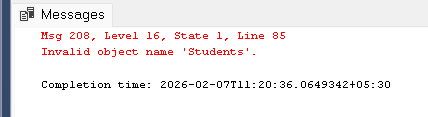 Messages
Msg 208, Level 16, State 1, Line 85
Invalid object name 'Students'.
Completion time: 2026-02-07T11:20:36.0649342+05:30